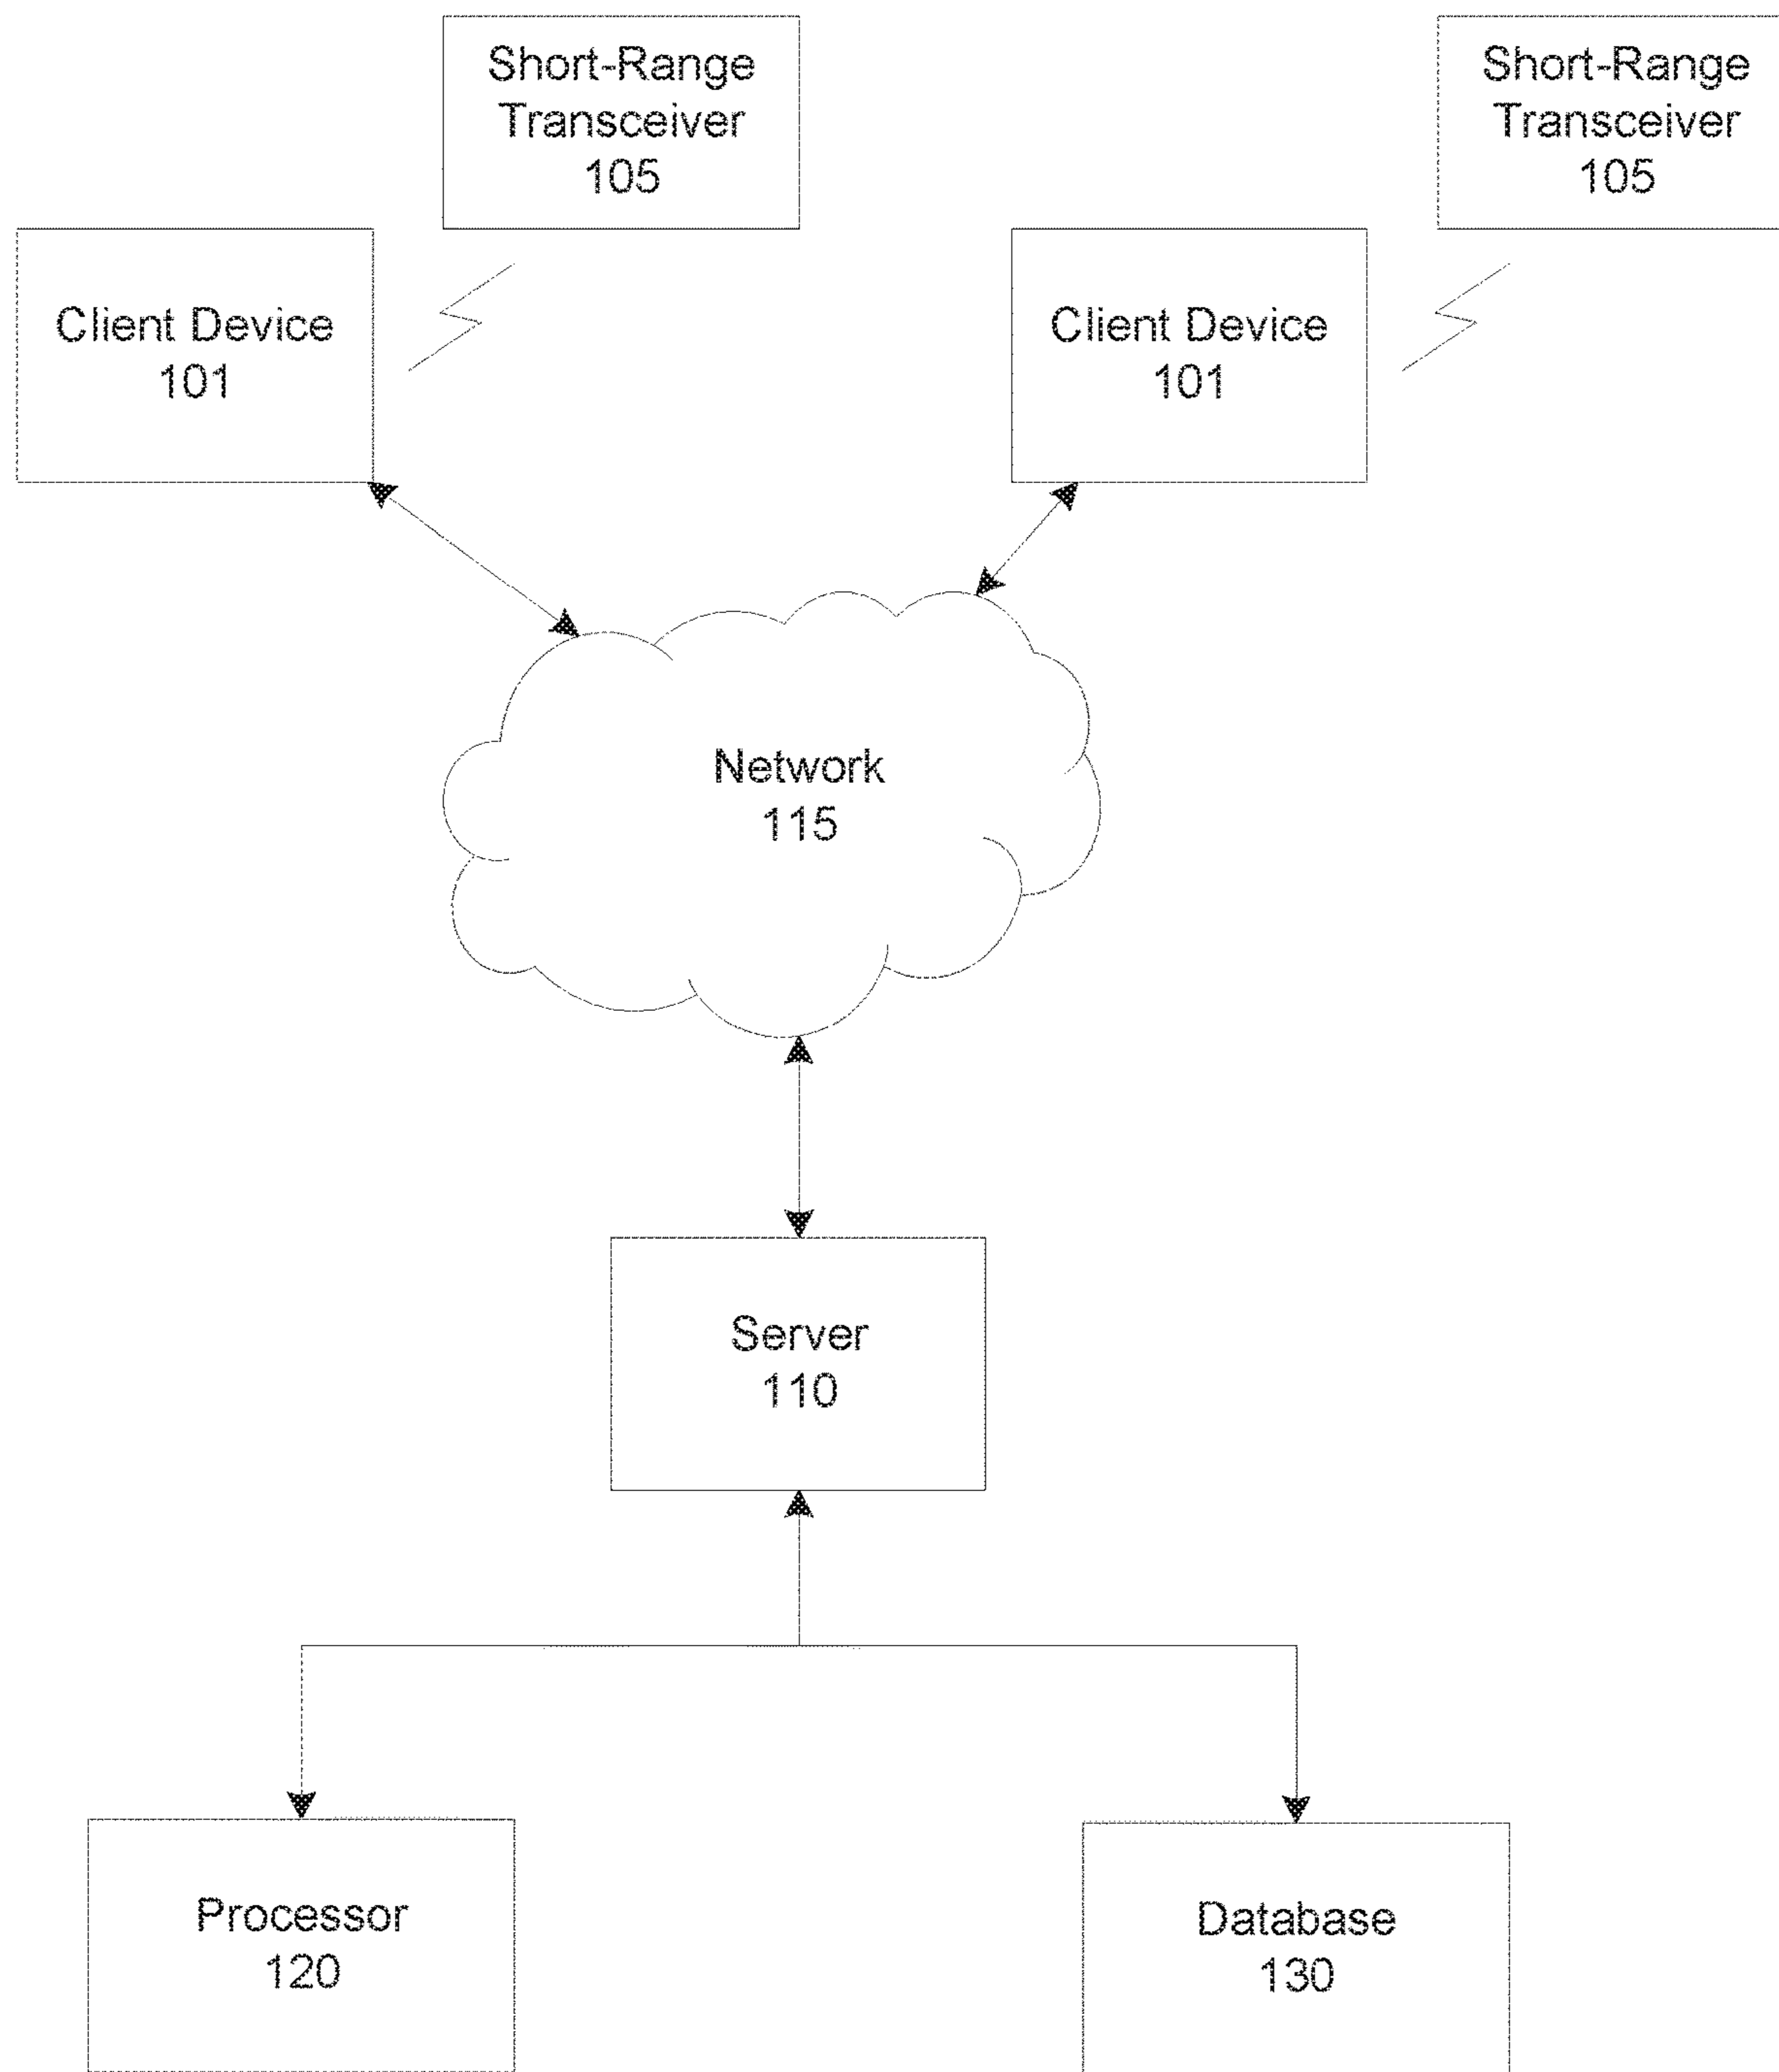 Short-Range
Transceiver
105
Short-Range
Transceiver
105
Client Device
101
Client Device
101
Network
115
Server
110
Processor
120
Database
130